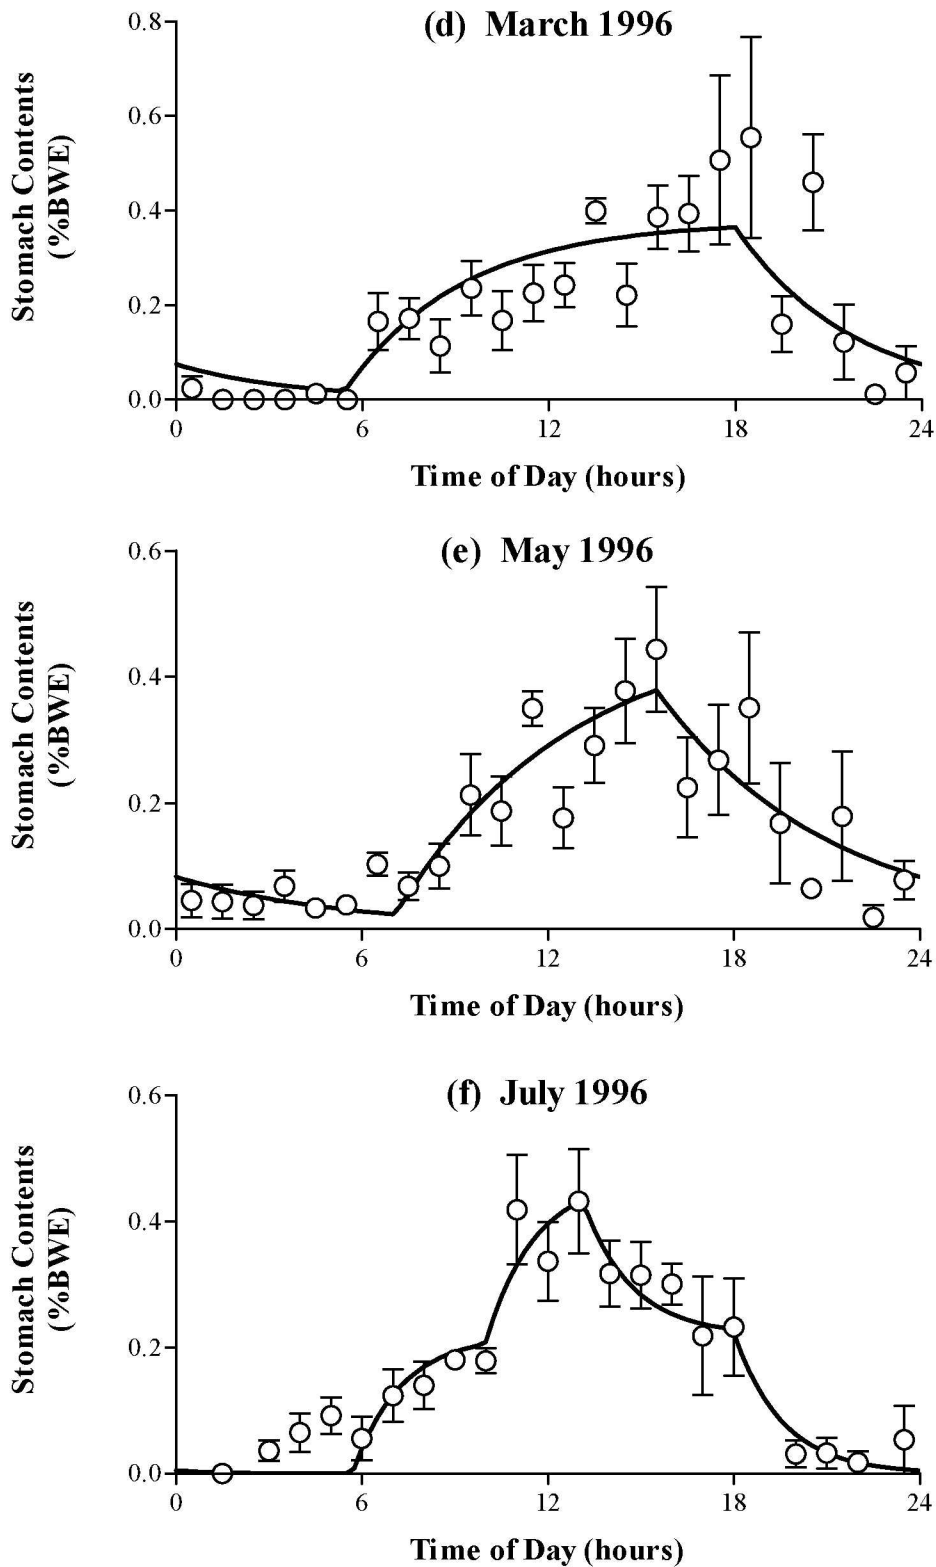 (d) March 1996
Stomach Contents
(%BWE)
0.8
0.6
0.4
0.2
0.0
0 6 12 18 24
Time of Day (hours)
(e) May 1996
Stomach Contents
(%BWE)
0.6
0.4
0.2
0.0
0 6 12 18 24
Time of Day (hours)
(f) July 1996
Stomach Contents
(%BWE)
0.6
0.4
0.2
0.0
0 6 12 18 24
Time of Day (hours)